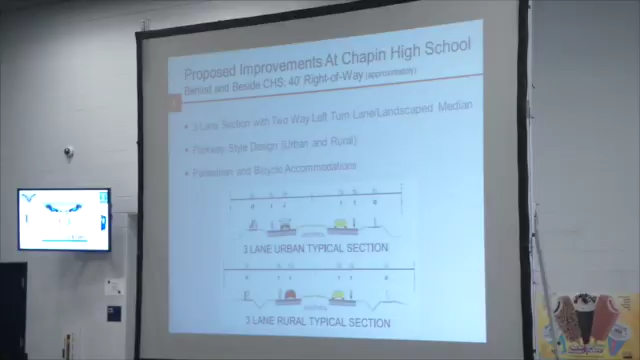 Proposed Improvements At Chapin High School
Behind and Beside CHS: 40' Right-of-Way (approximately)
3 Lane Section with Two Way Left Turn Lane/Landscaped Median
Parkway Style Design (Urban and Rural)
Pedestrian and Bicycle Accommodations
3 LANE URBAN TYPICAL SECTION
3 LANE RURAL TYPICAL SECTION